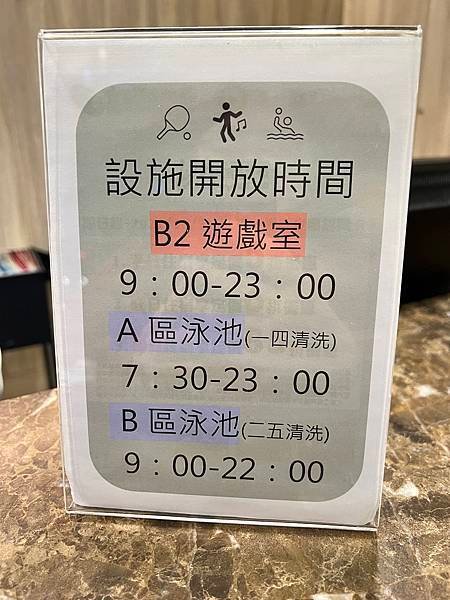 設施開放時間
B2 遊戲室
9：00-23：00
A 區泳池(一四清洗)
7：30-23：00
B 區泳池(二五清洗)
9：00-22：00